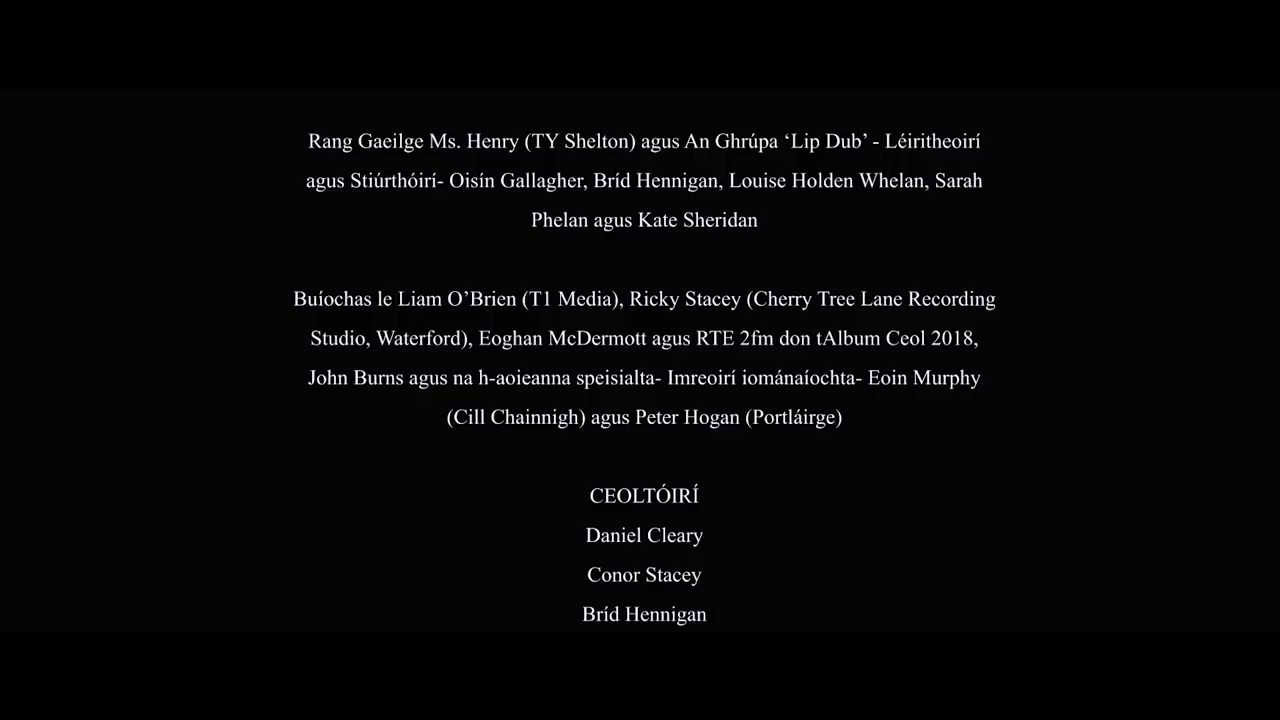 Rang Gaeilge Ms. Henry (TY Shelton) agus An Ghrúpa ‘Lip Dub’ - Léiritheoirí
agus Stiúrthóirí- Oisín Gallagher, Bríd Hennigan, Louise Holden Whelan, Sarah
Phelan agus Kate Sheridan
Buíochas le Liam O’Brien (T1 Media), Ricky Stacey (Cherry Tree Lane Recording
Studio, Waterford), Eoghan McDermott agus RTE 2fm don tAlbum Ceol 2018,
John Burns agus na h-aoieanna speisialta- Imreoirí iománaíochta- Eoin Murphy
(Cill Chainnigh) agus Peter Hogan (Portláirge)
CEOLTÓIRÍ
Daniel Cleary
Conor Stacey
Bríd Hennigan